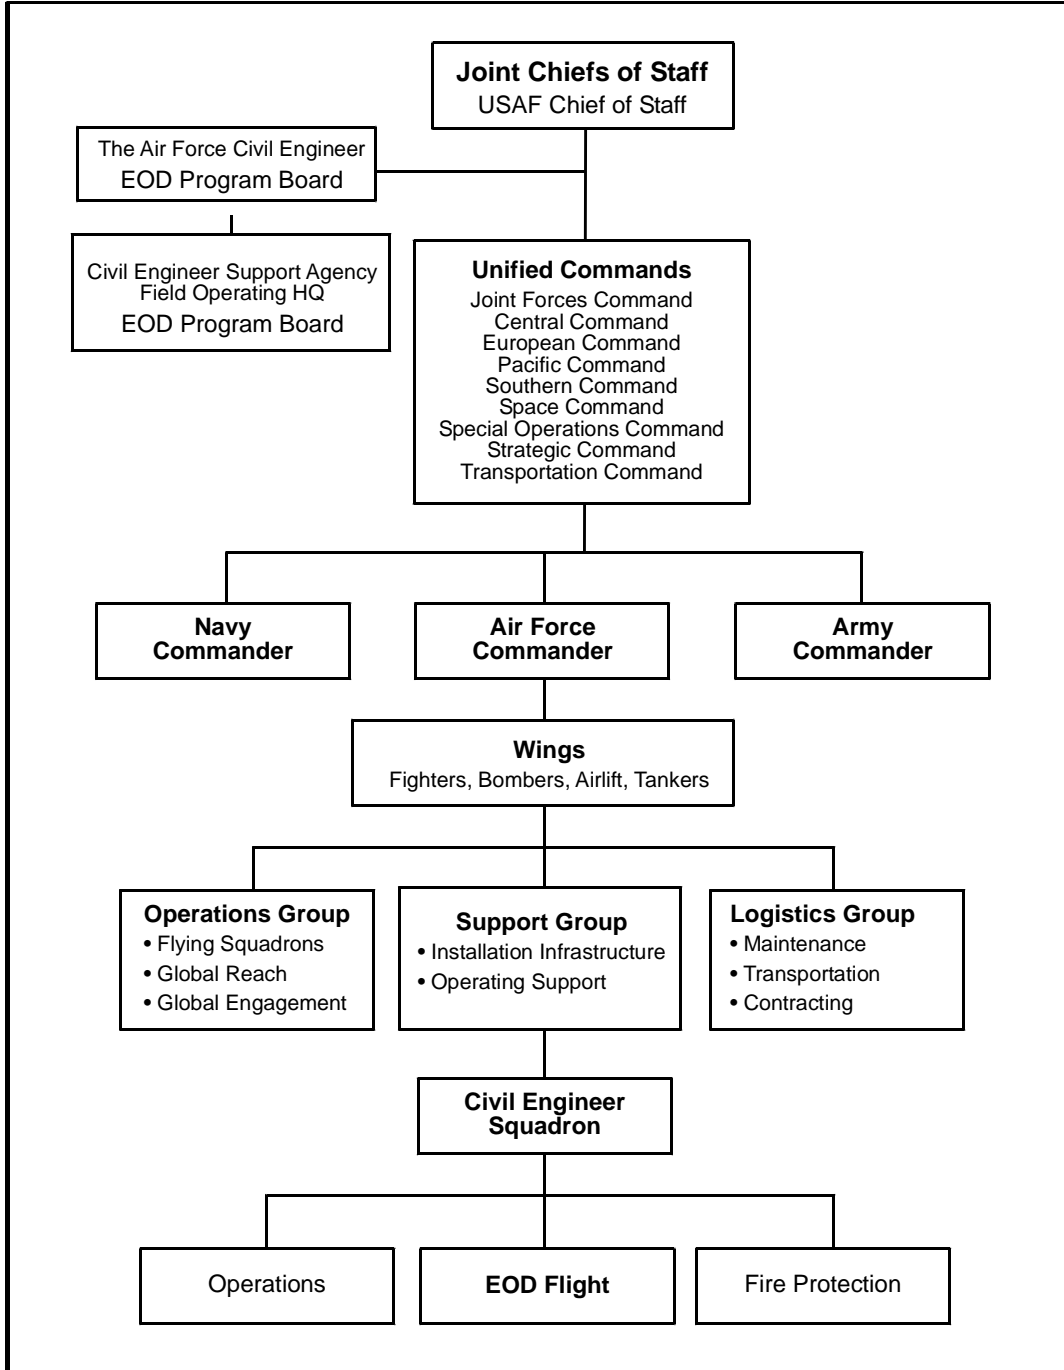 Joint Chiefs of Staff
USAF Chief of Staff
The Air Force Civil Engineer
EOD Program Board
Civil Engineer Support Agency
Field Operating HQ
EOD Program Board
Unified Commands
Joint Forces Command
Central Command
European Command
Pacific Command
Southern Command
Space Command
Special Operations Command
Strategic Command
Transportation Command
Navy
Commander
Air Force
Commander
Army
Commander
Wings
Fighters, Bombers, Airlift, Tankers
Operations Group
• Flying Squadrons
• Global Reach
• Global Engagement
Support Group
• Installation Infrastructure
• Operating Support
Logistics Group
• Maintenance
• Transportation
• Contracting
Civil Engineer
Squadron
Operations
EOD Flight
Fire Protection